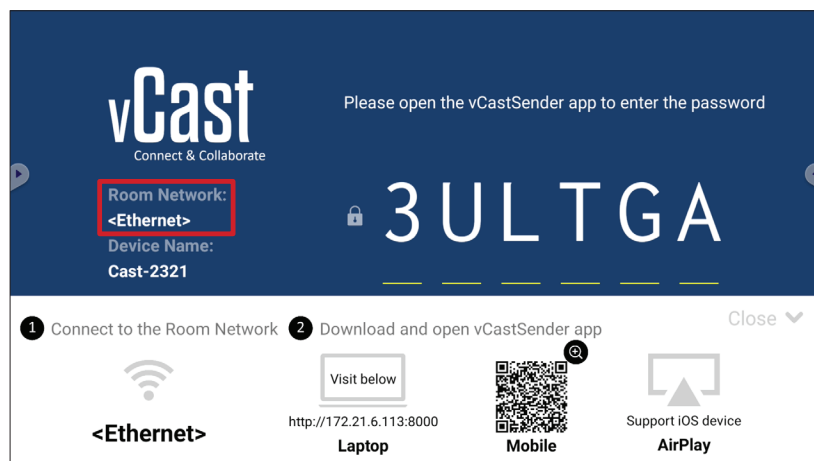 vCast
Connect & Collaborate
Please open the vCastSender app to enter the password
Room Network:
<Ethernet>
Device Name:
Cast-2321
3ULTGA
Close
1 Connect to the Room Network
2 Download and open vCastSender app
<Ethernet>
Visit below
http://172.21.6.113:8000
Laptop
Mobile
Support iOS device
AirPlay